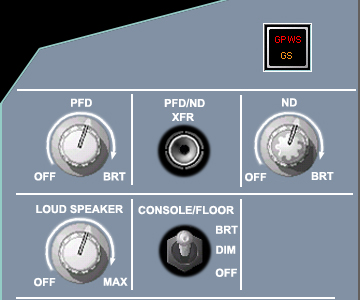 GPWS
GS
PFD
PFD/ND
XFR
ND
OFF BRT
OFF BRT
LOUD SPEAKER
CONSOLE/FLOOR
OFF MAX
BRT
DIM
OFF